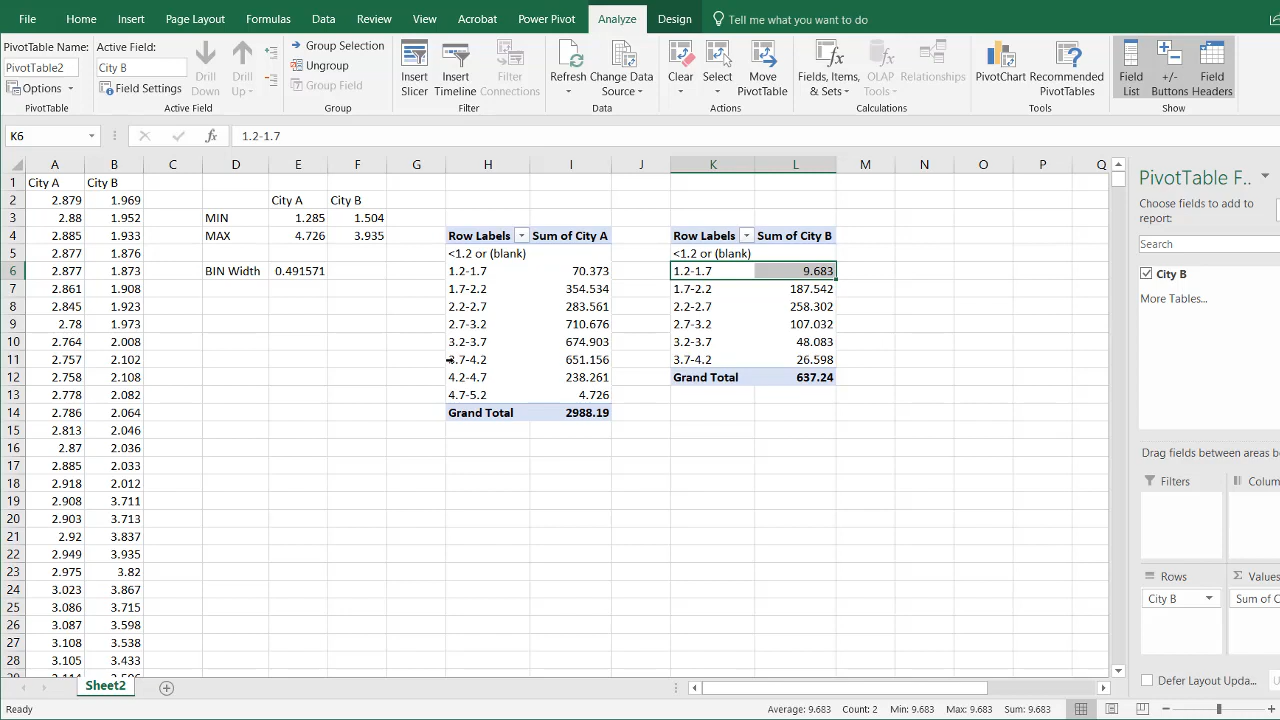 File Home Insert Page Layout Formulas Data Review View Acrobat Power Pivot Analyze Design Tell me what you want to do
PivotTable Name: Active Field: Group Selection
PivotTable2 City B Drill Down Drill Up Ungroup Insert Slicer Insert Timeline Filter Connections Refresh Change Data Source Clear Select Move PivotTable Fields, Items, & Sets OLAP Tools Relationships PivotChart Recommended PivotTables Field List +/- Buttons Field Headers
Options Field Settings Group Field
PivotTable Active Field Group Filter Data Actions Calculations Tools Show
K6 fx 1.2-1.7
A B C D E F G H I J K L M N O P Q
1 City A City B
2 2.879 1.969 City A City B
3 2.88 1.952 MIN 1.285 1.504
4 2.885 1.933 MAX 4.726 3.935 Row Labels Sum of City A Row Labels Sum of City B
5 2.877 1.876 <1.2 or (blank) <1.2 or (blank)
6 2.877 1.873 BIN Width 0.491571 1.2-1.7 70.373 1.2-1.7 9.683
7 2.861 1.908 1.7-2.2 354.534 1.7-2.2 187.542
8 2.845 1.923 2.2-2.7 283.561 2.2-2.7 258.302
9 2.78 1.973 2.7-3.2 710.676 2.7-3.2 107.032
10 2.764 2.008 3.2-3.7 674.903 3.2-3.7 48.083
11 2.757 2.102 3.7-4.2 651.156 3.7-4.2 26.598
12 2.758 2.108 4.2-4.7 238.261 Grand Total 637.24
13 2.778 2.082 4.7-5.2 4.726
14 2.786 2.064 Grand Total 2988.19
15 2.813 2.046
16 2.87 2.036
17 2.885 2.033
18 2.918 2.012
19 2.908 3.711
20 2.903 3.713
21 2.92 3.837
22 2.949 3.935
23 2.975 3.82
24 3.023 3.867
25 3.086 3.715
26 3.087 3.598
27 3.108 3.538
28 3.105 3.433
PivotTable F...
Choose fields to add to
report:
Search
City B
More Tables...
Drag fields between areas be
Filters Colum
Rows Values
City B Sum of C
Defer Layout Upda...
Sheet2
Ready Average: 9.683 Count: 2 Min: 9.683 Max: 9.683 Sum: 9.683